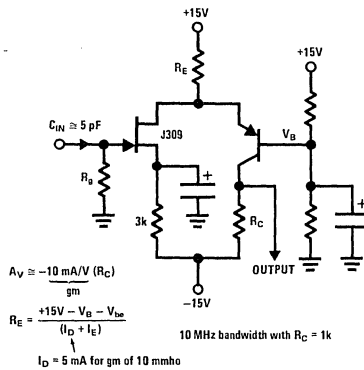 +15V
+15V
R_E
C_IN ≅ 5 pF
J309
V_B
R_g
3k
R_C
OUTPUT
−15V
A_V ≅ −10 mA/V (R_C)
gm
R_E = +15V − V_B − V_be
(I_D + I_E)
I_D = 5 mA for gm of 10 mmho
10 MHz bandwidth with R_C = 1k
+
+